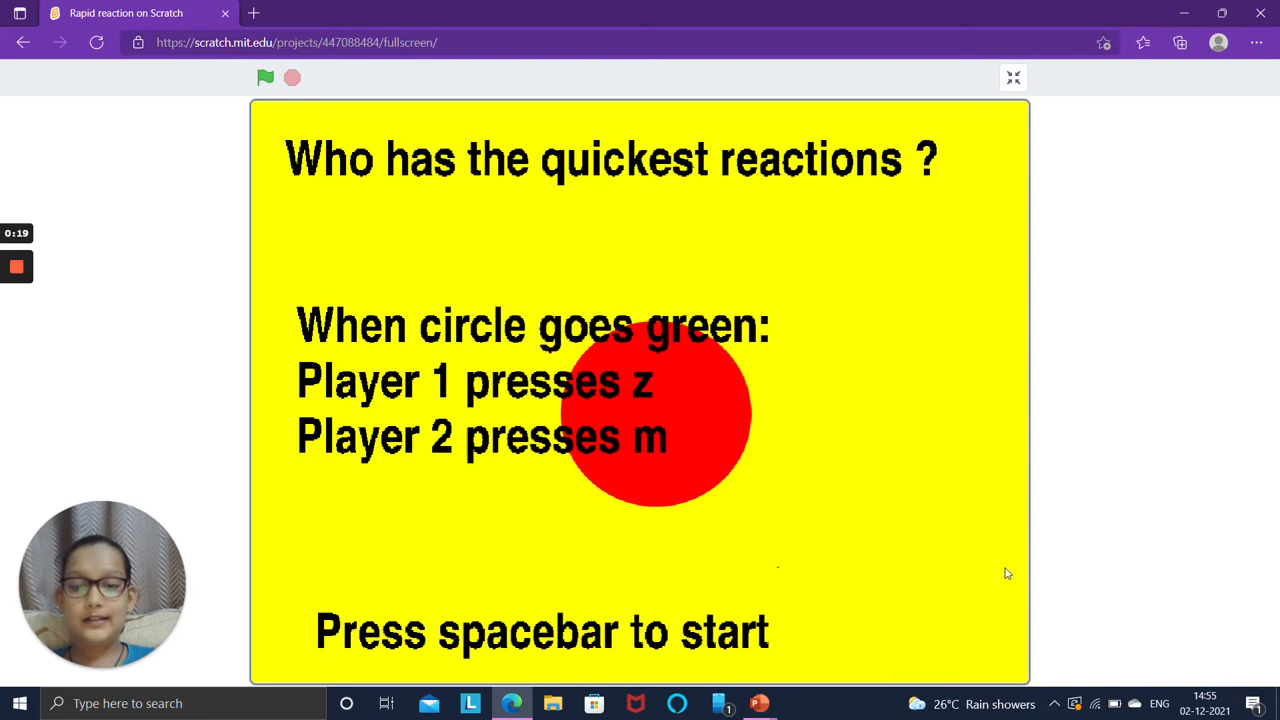 Rapid reaction on Scratch
https://scratch.mit.edu/projects/447088484/fullscreen/
Who has the quickest reactions ?
0:19
When circle goes green:
Player 1 presses z
Player 2 presses m
Press spacebar to start
Type here to search
L
1
26°C Rain showers
ENG
14:55
02-12-2021
1